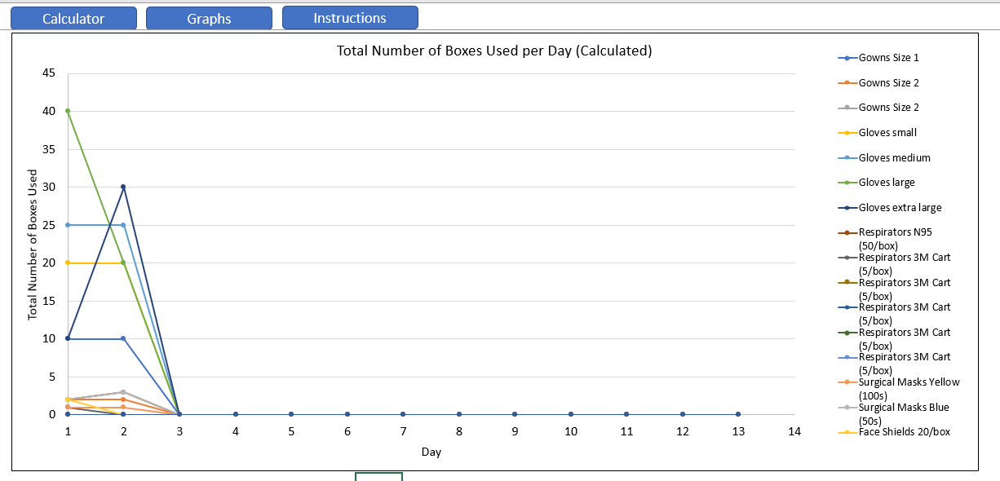 Calculator Graphs Instructions
Total Number of Boxes Used per Day (Calculated)
Total Number of Boxes Used
45
40
35
30
25
20
15
10
5
0
1 2 3 4 5 6 7 8 9 10 11 12 13 14
Day
Gowns Size 1
Gowns Size 2
Gowns Size 2
Gloves small
Gloves medium
Gloves large
Gloves extra large
Respirators N95
(50/box)
Respirators 3M Cart
(5/box)
Respirators 3M Cart
(5/box)
Respirators 3M Cart
(5/box)
Respirators 3M Cart
(5/box)
Respirators 3M Cart
(5/box)
Surgical Masks Yellow
(100s)
Surgical Masks Blue
(50s)
Face Shields 20/box